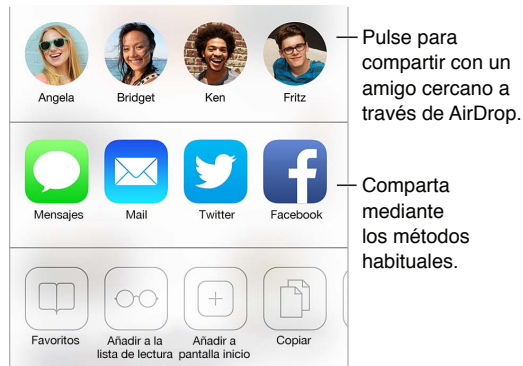 Angela Bridget Ken Fritz
Pulse para
compartir con un
amigo cercano a
través de AirDrop.
Mensajes Mail Twitter Facebook
Comparta
mediante
los métodos
habituales.
Favoritos Añadir a la Añadir a Copiar
lista de lectura pantalla inicio